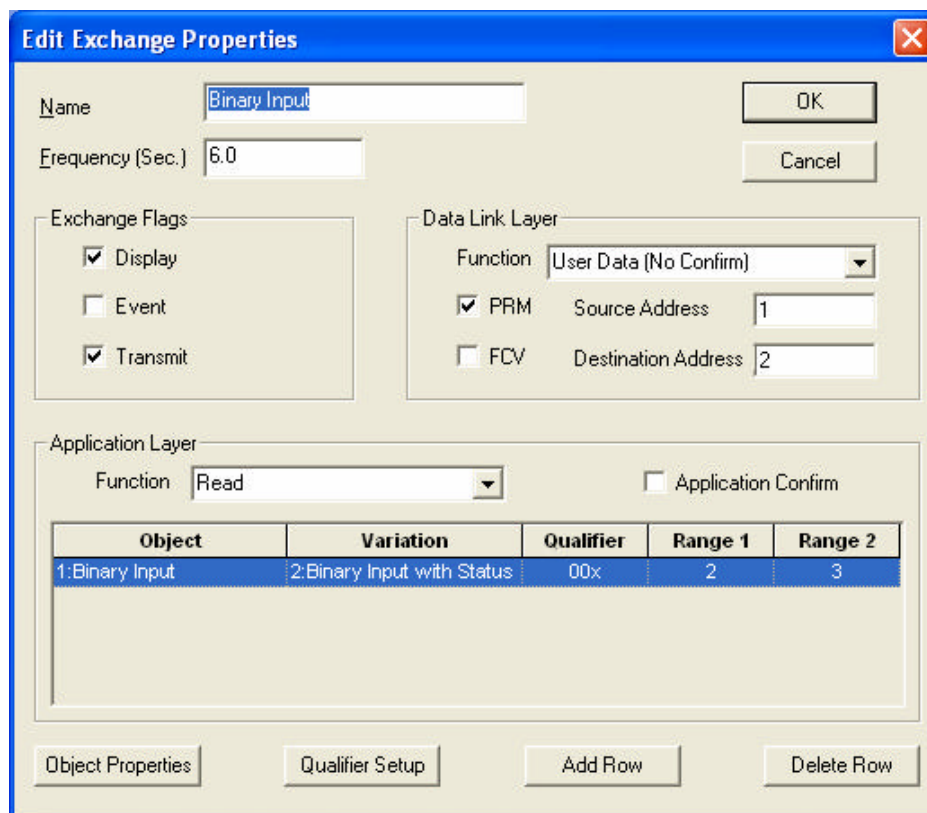 Edit Exchange Properties
Name Binary Input OK
Frequency (Sec.) 6.0 Cancel
Exchange Flags Data Link Layer
Display Function User Data (No Confirm)
Event PRM Source Address 1
Transmit FCV Destination Address 2
Application Layer
Function Read Application Confirm
Object Variation Qualifier Range 1 Range 2
1:Binary Input 2:Binary Input with Status 00x 2 3
Object Properties Qualifier Setup Add Row Delete Row